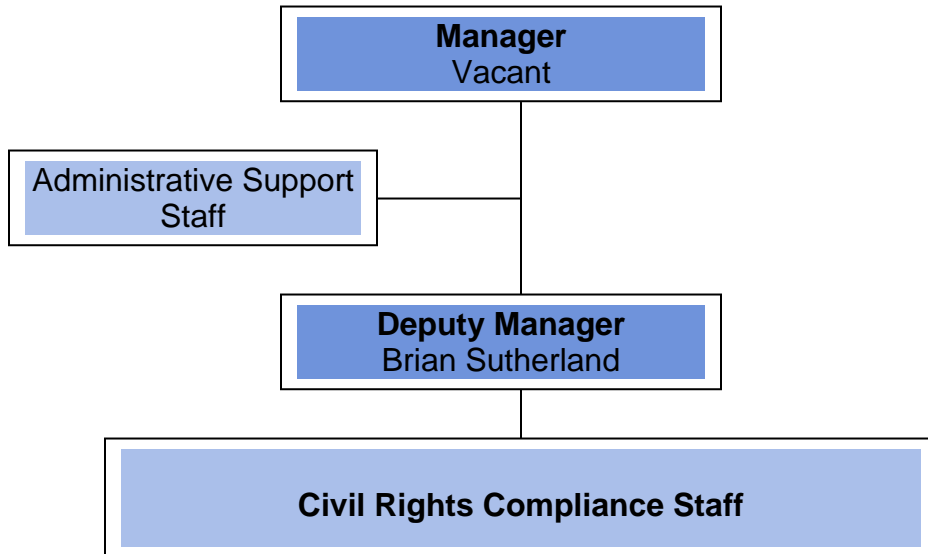 Manager
Vacant
Administrative Support
Staff
Deputy Manager
Brian Sutherland
Civil Rights Compliance Staff